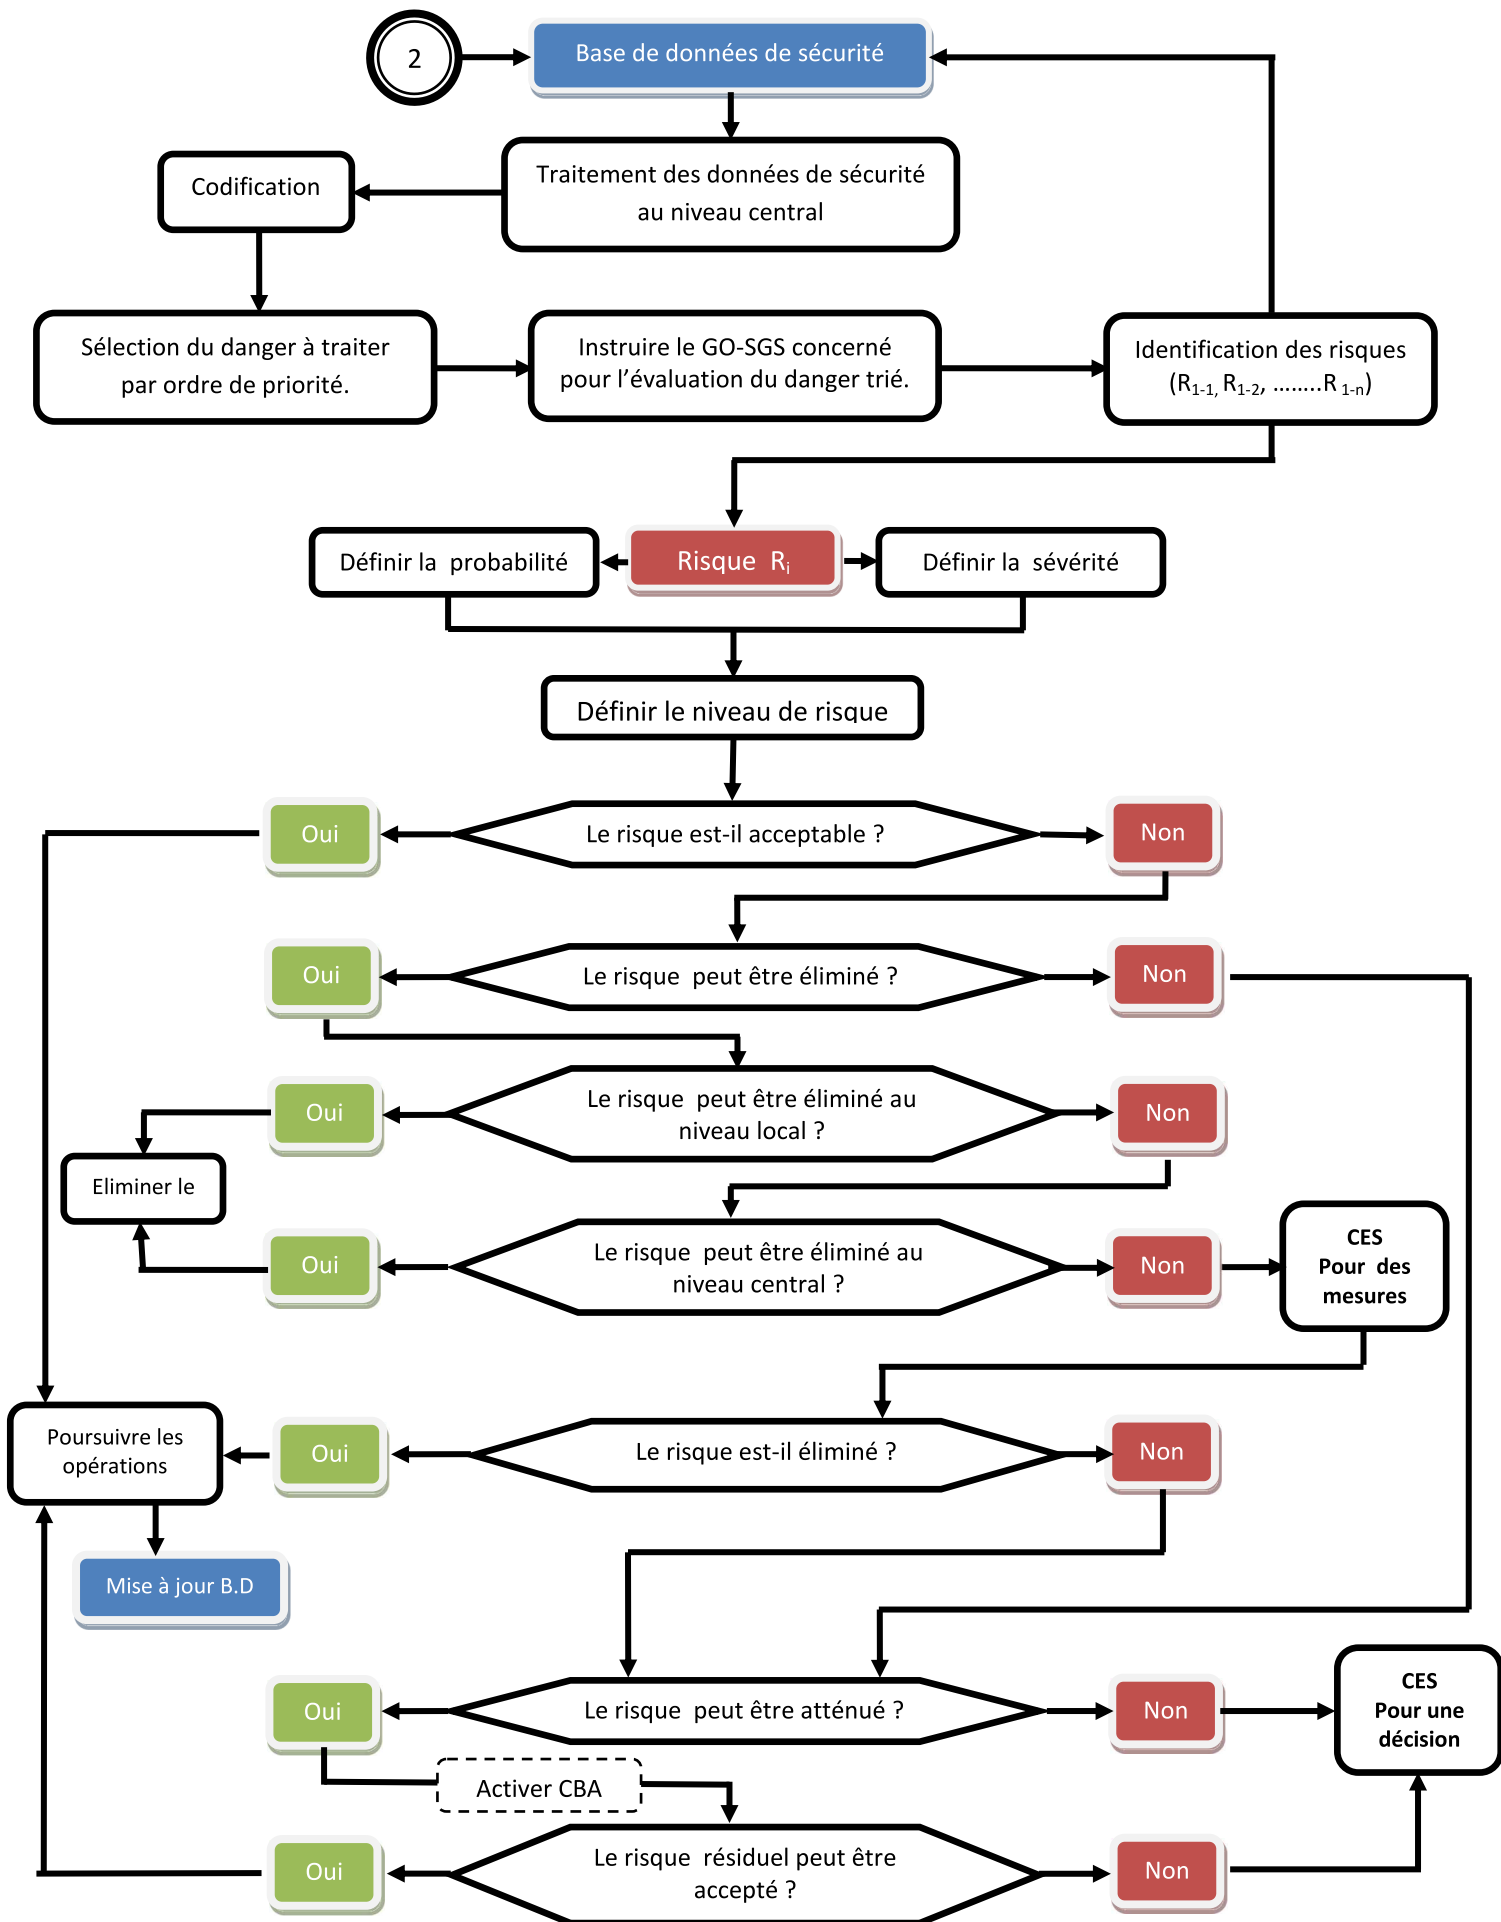 2
Base de données de sécurité
Traitement des données de sécurité
au niveau central
Codification
Sélection du danger à traiter
par ordre de priorité.
Instruire le GO-SGS concerné
pour l’évaluation du danger trié.
Identification des risques
(R1-1, R1-2, ……..R 1-n)
Définir la probabilité
Risque Ri
Définir la sévérité
Définir le niveau de risque
Oui
Le risque est-il acceptable ?
Non
Oui
Le risque peut être éliminé ?
Non
Oui
Le risque peut être éliminé au
niveau local ?
Non
Eliminer le
Oui
Le risque peut être éliminé au
niveau central ?
Non
CES
Pour des
mesures
Poursuivre les
opérations
Oui
Le risque est-il éliminé ?
Non
Mise à jour B.D
Oui
Le risque peut être atténué ?
Non
CES
Pour une
décision
Activer CBA
Oui
Le risque résiduel peut être
accepté ?
Non